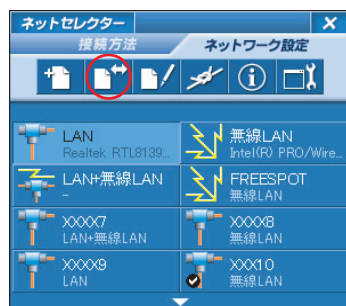 ネットセレクター
接続方法 ネットワーク設定
LAN
Realtek RTL8139...
無線LAN
Intel(R) PRO/Wire...
LAN+無線LAN
-
FREESPOT
無線LAN
XXXX7
LAN+無線LAN
XXXX8
無線LAN
XXXX9
LAN
XXX10
無線LAN